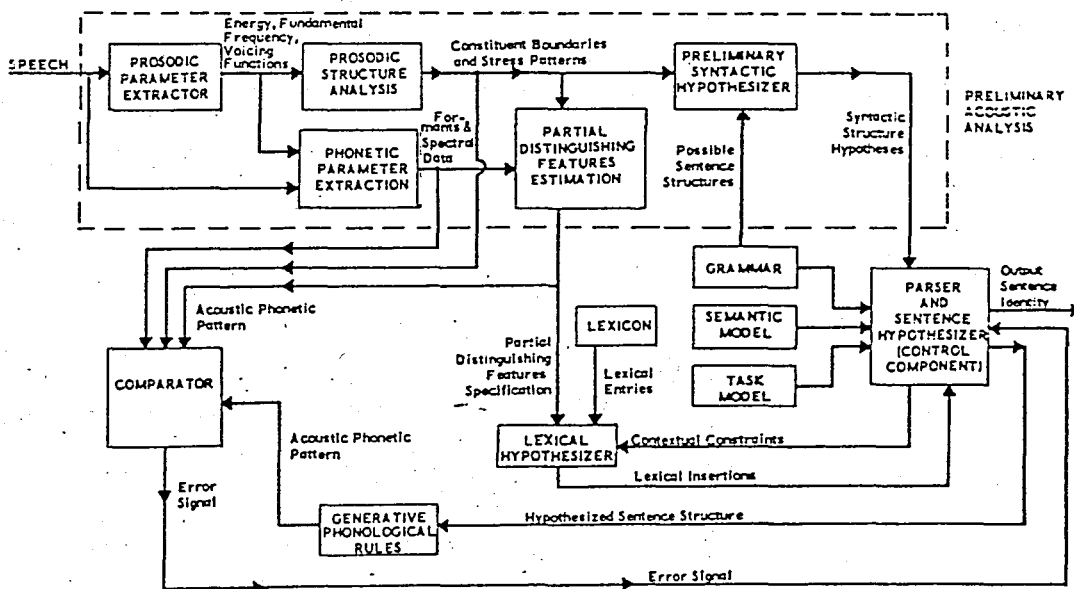 Energy, Fundamental
Frequency,
Voicing
Functions
SPEECH
PROSODIC
PARAMETER
EXTRACTOR
PROSODIC
STRUCTURE
ANALYSIS
Constituent Boundaries
and Stress Patterns
PRELIMINARY
SYNTACTIC
HYPOTHESIZER
PRELIMINARY
ACOUSTIC
ANALYSIS
For-
mants &
Spectral
Data
PHONETIC
PARAMETER
EXTRACTION
PARTIAL
DISTINGUISHING
FEATURES
ESTIMATION
Possible
Sentence
Structures
Syntactic
Structure
Hypotheses
Acoustic Phonetic
Pattern
COMPARATOR
Partial
Distinguishing
Features
Specification
LEXICON
Lexical
Entries
GRAMMAR
SEMANTIC
MODEL
TASK
MODEL
PARSER
AND
SENTENCE
HYPOTHESIZER
(CONTROL
COMPONENT)
Output
Sentence
Identity
LEXICAL
HYPOTHESIZER
Contextual Constraints
Lexical Insertions
Acoustic Phonetic
Pattern
Error
Signal
GENERATIVE
PHONOLOGICAL
RULES
Hypothesized Sentence Structure
Error Signal